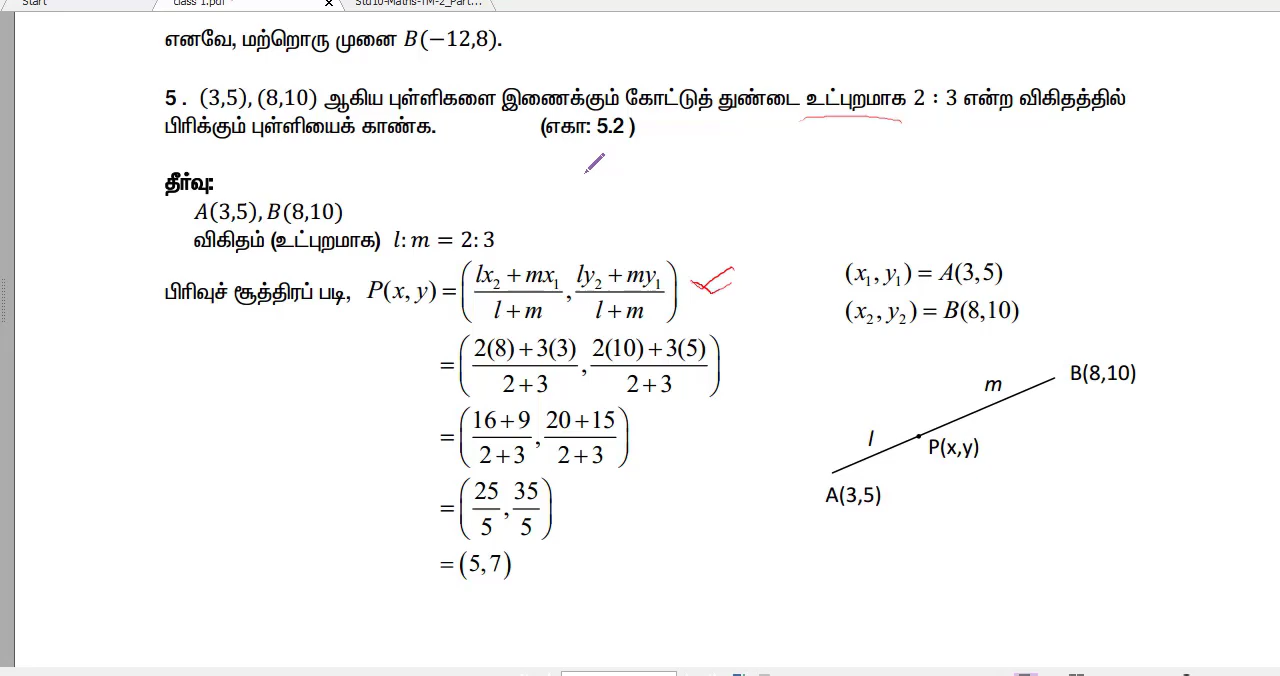 Start class 1.pdf * x Std10-Maths-TM-2_Part...
எனவே, மற்றொரு முனை B(−12,8).
5 . (3,5), (8,10) ஆகிய புள்ளிகளை இணைக்கும் கோட்டுத் துண்டை உட்புறமாக 2 : 3 என்ற விகிதத்தில்
பிரிக்கும் புள்ளியைக் காண்க. (எகா: 5.2 )
தீர்வு:
A(3,5), B(8,10)
விகிதம் (உட்புறமாக) l: m = 2: 3
பிரிவுச் சூத்திரப் படி, P(x, y) = ( (lx₂ + mx₁)/(l + m) , (ly₂ + my₁)/(l + m) )
= ( (2(8) + 3(3))/(2 + 3) , (2(10) + 3(5))/(2 + 3) )
= ( (16 + 9)/(2 + 3) , (20 + 15)/(2 + 3) )
= ( 25/5 , 35/5 )
= (5, 7)
(x₁, y₁) = A(3,5)
(x₂, y₂) = B(8,10)
B(8,10)
m
l
P(x,y)
A(3,5)